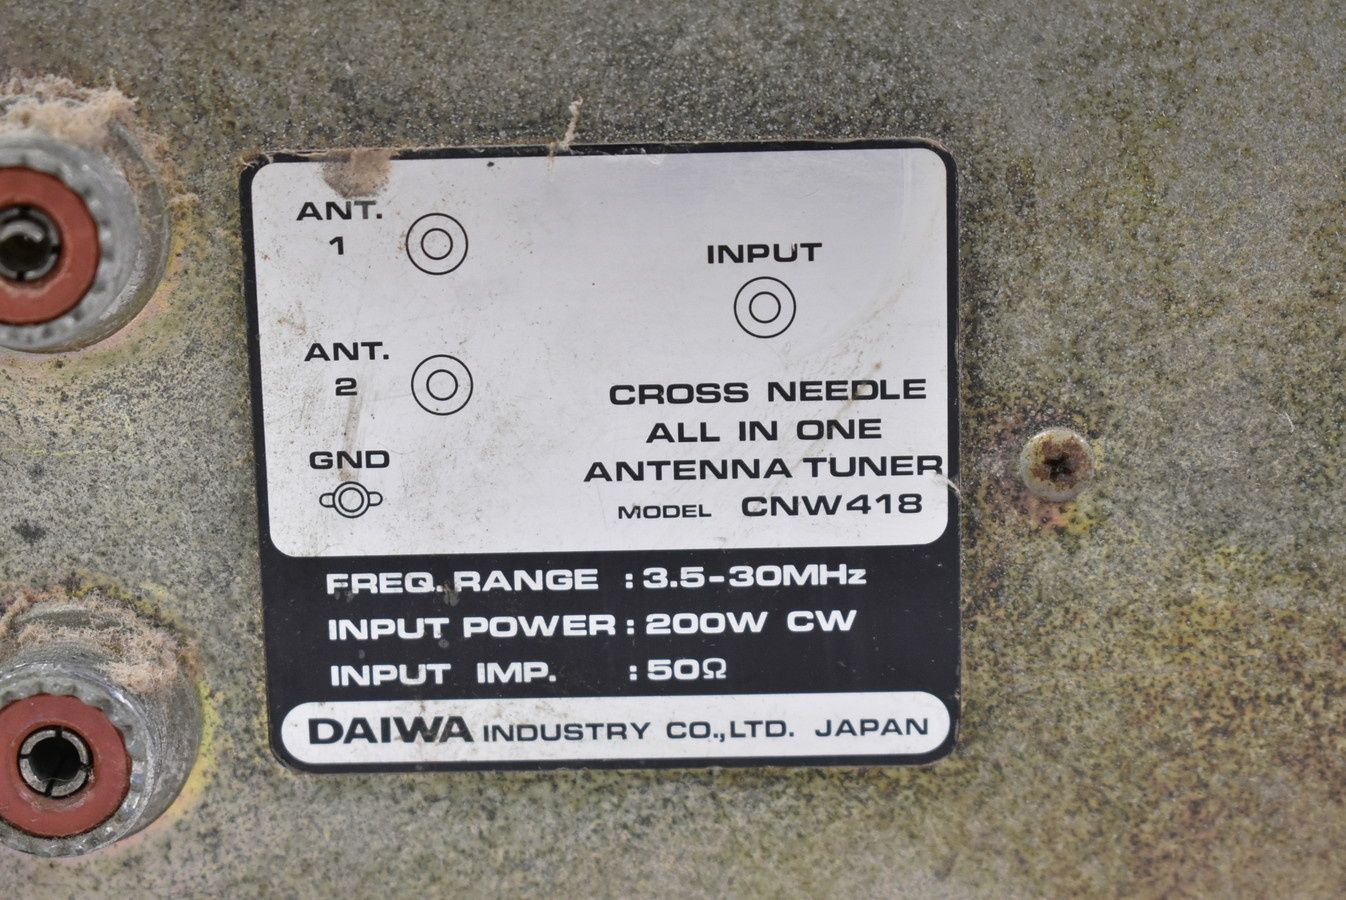 ANT.
1
INPUT
ANT.
2
GND
CROSS NEEDLE
ALL IN ONE
ANTENNA TUNER
MODEL CNW418
FREQ. RANGE : 3.5-30MHz
INPUT POWER : 200W CW
INPUT IMP. : 50Ω
DAIWA INDUSTRY CO.,LTD. JAPAN